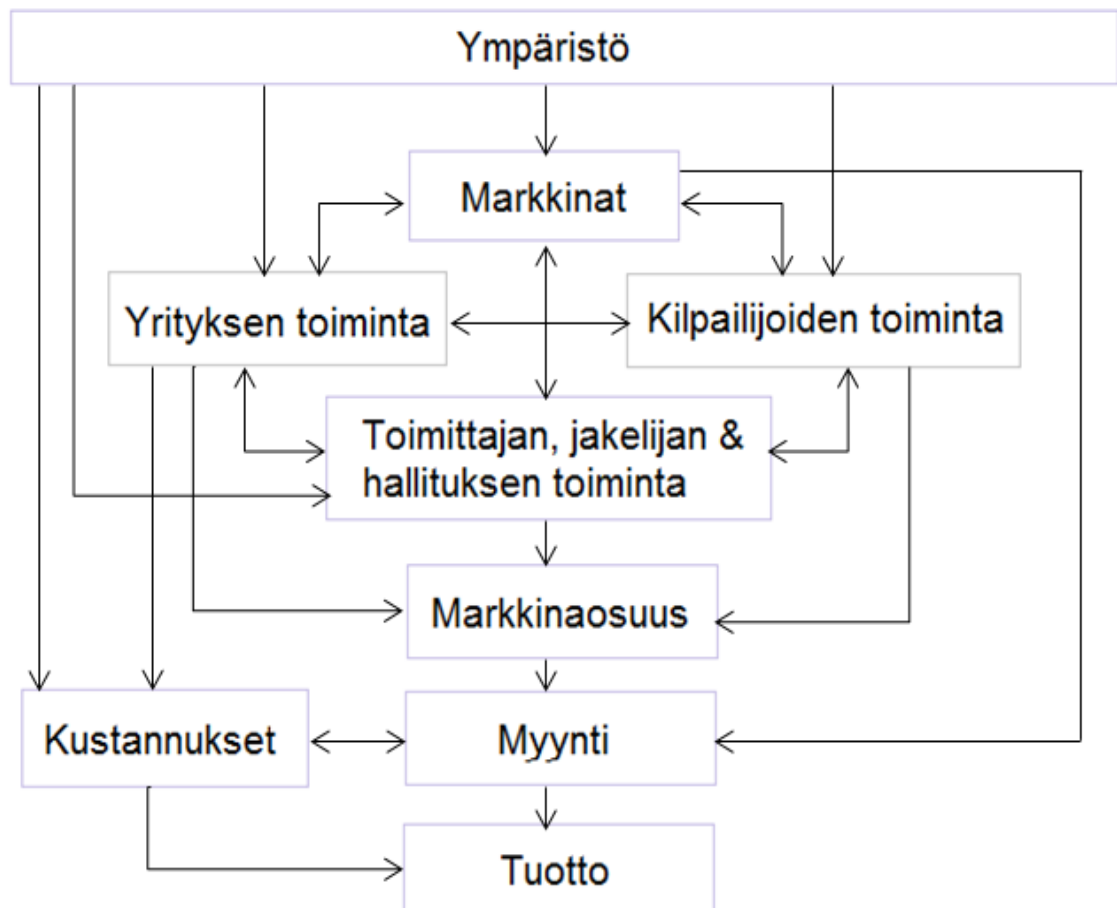 Ympäristö
Markkinat
Yrityksen toiminta
Kilpailijoiden toiminta
Toimittajan, jakelijan &
hallituksen toiminta
Markkinaosuus
Kustannukset
Myynti
Tuotto